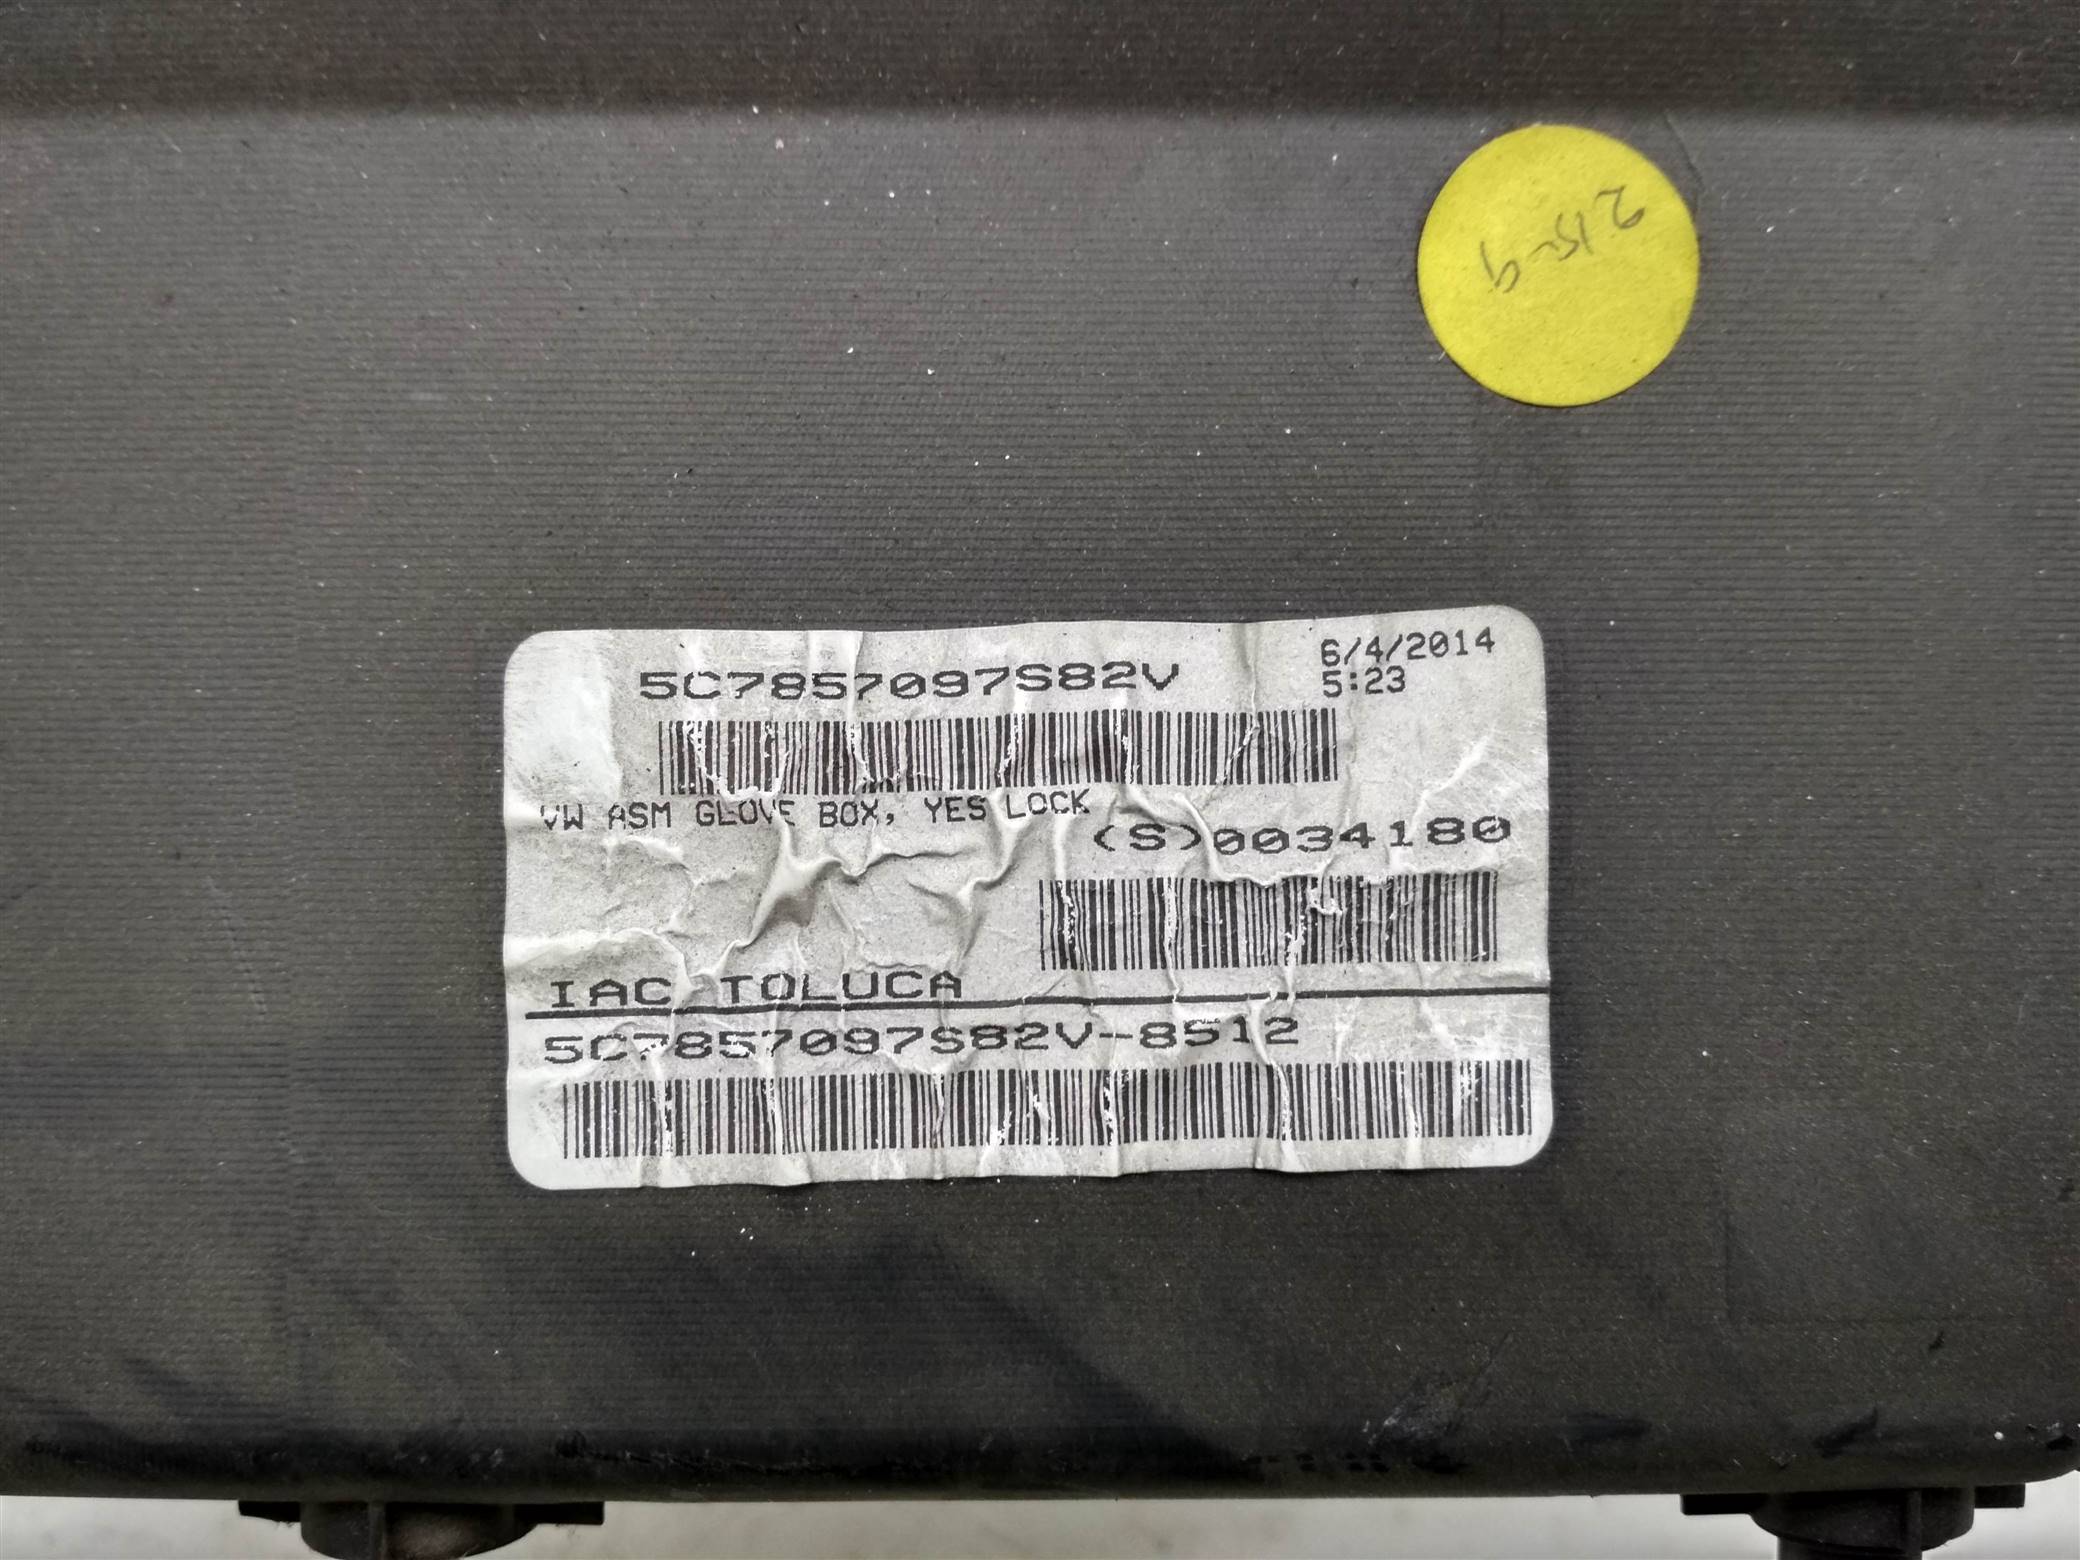 5C7857097S82V
6/4/2014
5:23
VW ASM GLOVE BOX, YES LOCK
(S)0034180
IAC TOLUCA
5C7857097S82V-8512